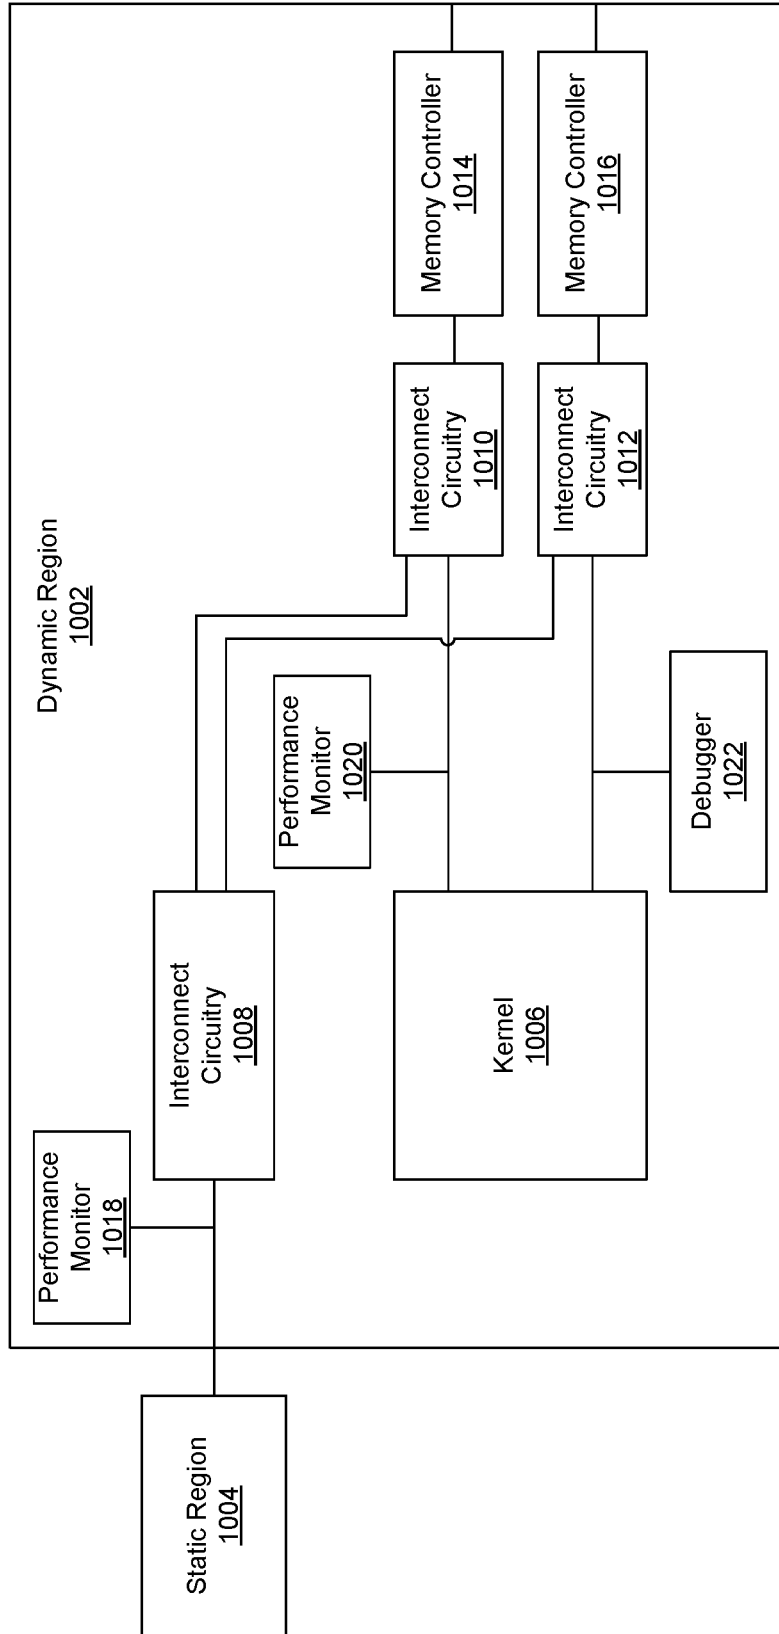 Dynamic Region
1002
Static Region
1004
Performance
Monitor
1018
Interconnect
Circuitry
1008
Performance
Monitor
1020
Kernel
1006
Debugger
1022
Interconnect
Circuitry
1010
Memory Controller
1014
Interconnect
Circuitry
1012
Memory Controller
1016